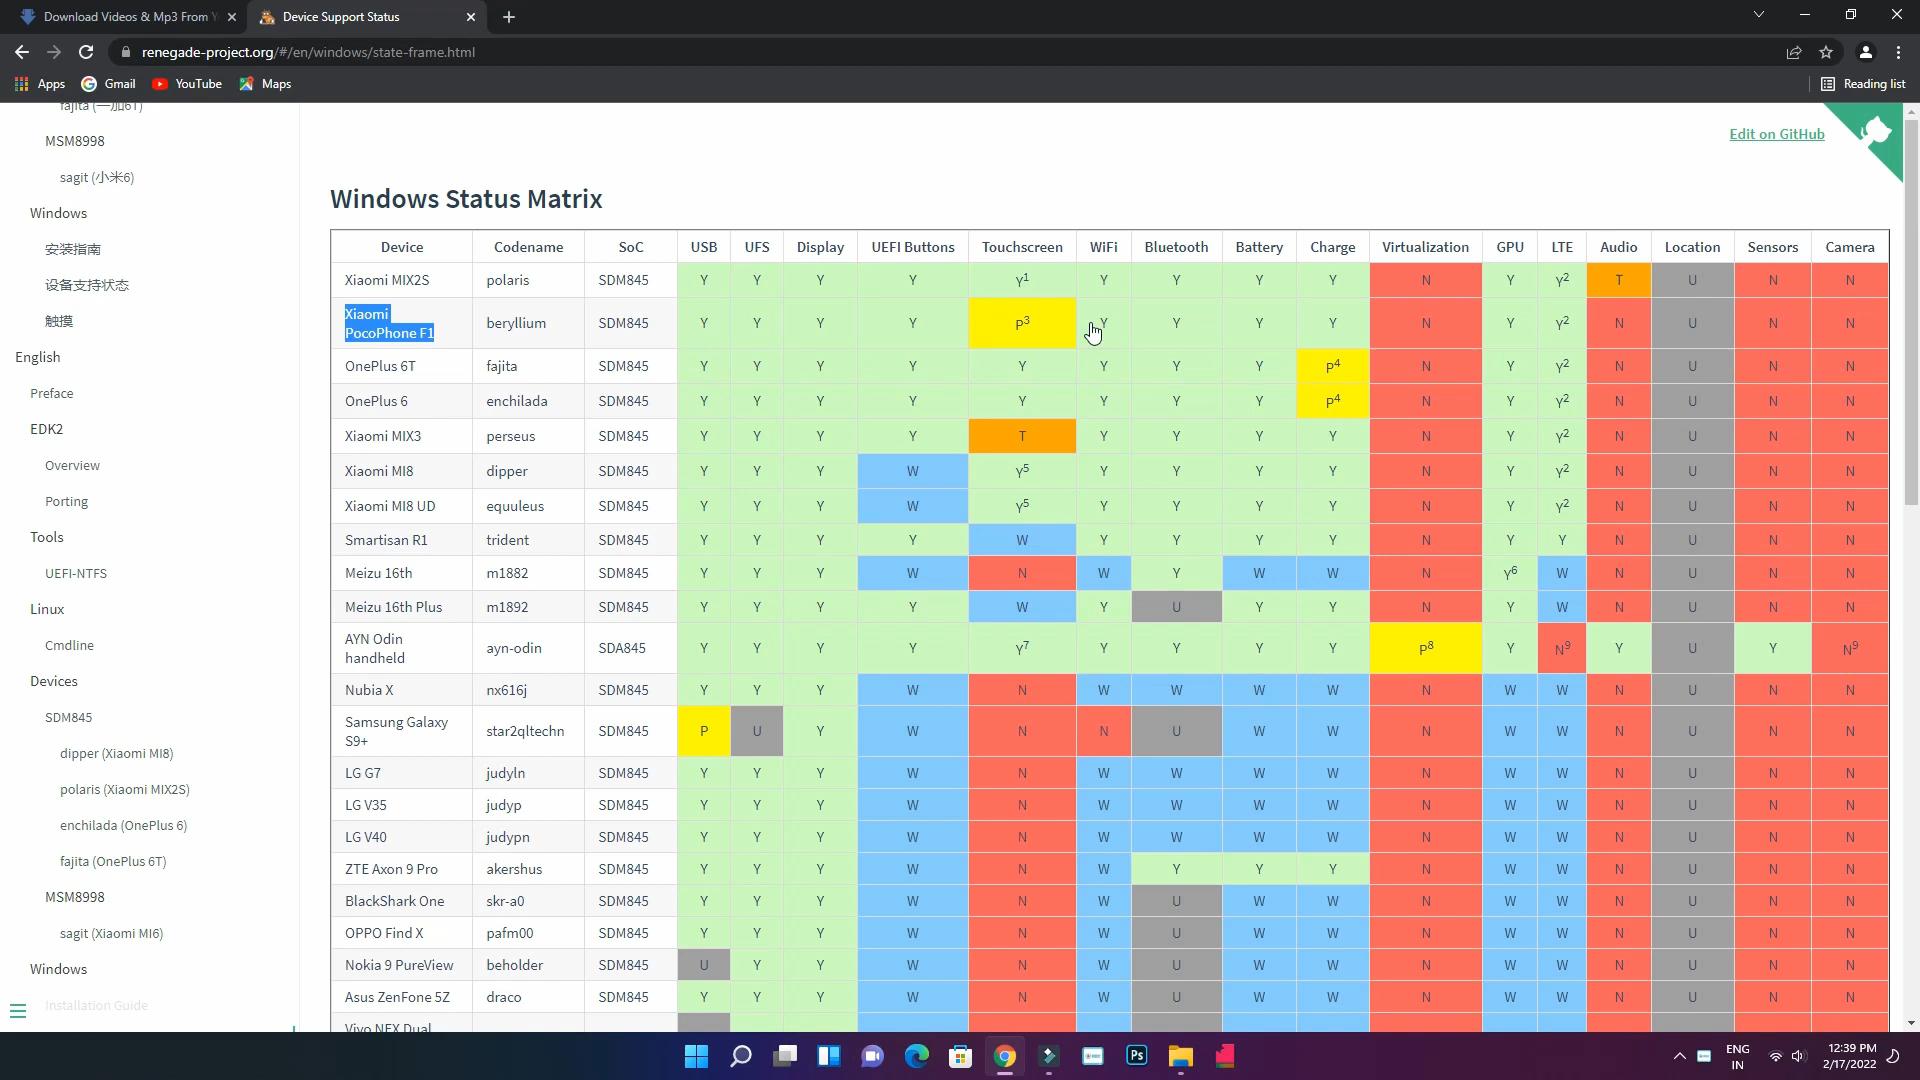 Download Videos & Mp3 From Y
Device Support Status
renegade-project.org/#/en/windows/state-frame.html
Apps
Gmail
YouTube
Maps
Reading list
fajita (一加6T)
MSM8998
sagit (小米6)
Windows
安装指南
设备支持状态
触摸
English
Preface
EDK2
Overview
Porting
Tools
UEFI-NTFS
Linux
Cmdline
Devices
SDM845
dipper (Xiaomi MI8)
polaris (Xiaomi MIX2S)
enchilada (OnePlus 6)
fajita (OnePlus 6T)
MSM8998
sagit (Xiaomi MI6)
Windows
Installation Guide
Edit on GitHub
Windows Status Matrix
Device Codename SoC USB UFS Display UEFI Buttons Touchscreen WiFi Bluetooth Battery Charge Virtualization GPU LTE Audio Location Sensors Camera
Xiaomi MIX2S polaris SDM845 Y Y Y Y Y1 Y Y Y Y N Y Y2 T U N N
Xiaomi
PocoPhone F1 beryllium SDM845 Y Y Y Y P3 Y Y Y Y N Y Y2 N U N N
OnePlus 6T fajita SDM845 Y Y Y Y Y Y Y Y P4 N Y Y2 N U N N
OnePlus 6 enchilada SDM845 Y Y Y Y Y Y Y Y P4 N Y Y2 N U N N
Xiaomi MIX3 perseus SDM845 Y Y Y Y T Y Y Y Y N Y Y2 N U N N
Xiaomi MI8 dipper SDM845 Y Y Y W Y5 Y Y Y Y N Y Y2 N U N N
Xiaomi MI8 UD equuleus SDM845 Y Y Y W Y5 Y Y Y Y N Y Y2 N U N N
Smartisan R1 trident SDM845 Y Y Y Y W Y Y Y Y N Y Y N U N N
Meizu 16th m1882 SDM845 Y Y Y W N W Y W W N Y6 W N U N N
Meizu 16th Plus m1892 SDM845 Y Y Y Y W Y U Y Y N Y W N U N N
AYN Odin
handheld ayn-odin SDA845 Y Y Y Y Y7 Y Y Y Y P8 Y N9 Y U Y N9
Nubia X nx616j SDM845 Y Y Y W N W W W W N W W N U N N
Samsung Galaxy
S9+ star2qltechn SDM845 P U Y W N N U W W N W W N U N N
LG G7 judyln SDM845 Y Y Y W N W W W W N W W N U N N
LG V35 judyp SDM845 Y Y Y W N W W W W N W W N U N N
LG V40 judypn SDM845 Y Y Y W N W W W W N W W N U N N
ZTE Axon 9 Pro akershus SDM845 Y Y Y W N W Y Y Y N W W N U N N
BlackShark One skr-a0 SDM845 Y Y Y W N W U W W N W W N U N N
OPPO Find X pafm00 SDM845 Y Y Y W N W U W W N W W N U N N
Nokia 9 PureView beholder SDM845 U Y Y W N W U W W N W W N U N N
Asus ZenFone 5Z draco SDM845 Y Y Y W N W U W W N W W N U N N
Vivo NEX Dual
Ps
ENG
IN
12:39 PM
2/17/2022